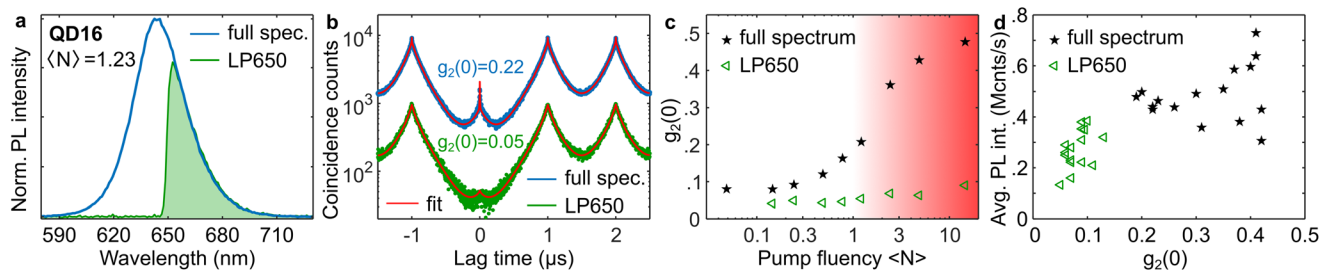 a
QD16
⟨N⟩=1.23
full spec.
LP650
Norm. PL intensity
590 620 650 680 710
Wavelength (nm)
b
g₂(0)=0.22
g₂(0)=0.05
full spec.
fit
LP650
10⁴
10³
10²
Coincidence counts
-1 0 1 2
Lag time (µs)
c
full spectrum
LP650
.5
.4
.3
.2
.1
0
g₂(0)
0.1 0.3 1 3 10
Pump fluency <N>
d
full spectrum
LP650
.8
.6
.4
.2
0
Avg. PL int. (Mcnts/s)
0 0.1 0.2 0.3 0.4 0.5
g₂(0)